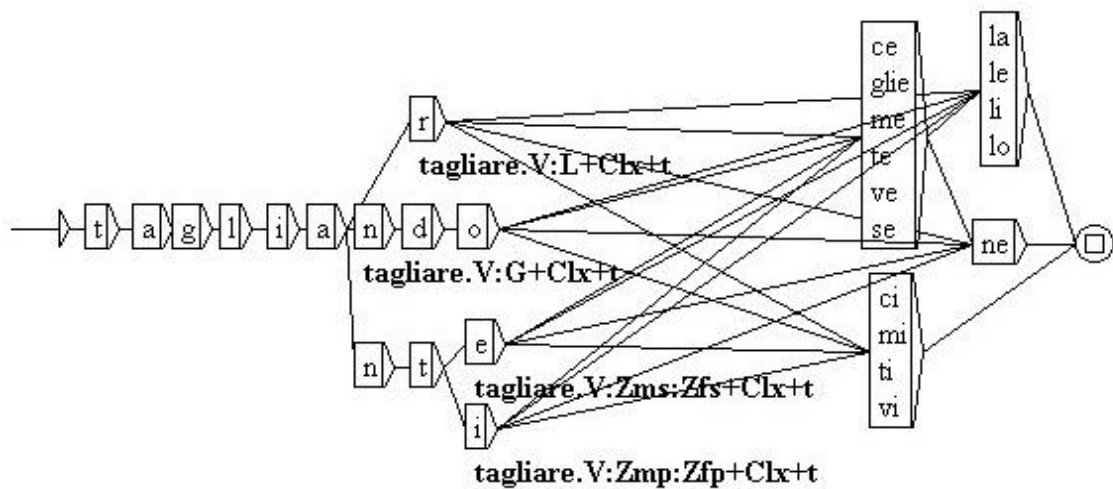 r
tagliare.V:L+Clx+t
t a g l i a n d o
tagliare.V:G+Clx+t
n t e
tagliare.V:Zms:Zfs+Clx+t
i
tagliare.V:Zmp:Zfp+Clx+t
ce
glie
me
te
ve
se
la
le
li
lo
ne
ci
mi
ti
vi